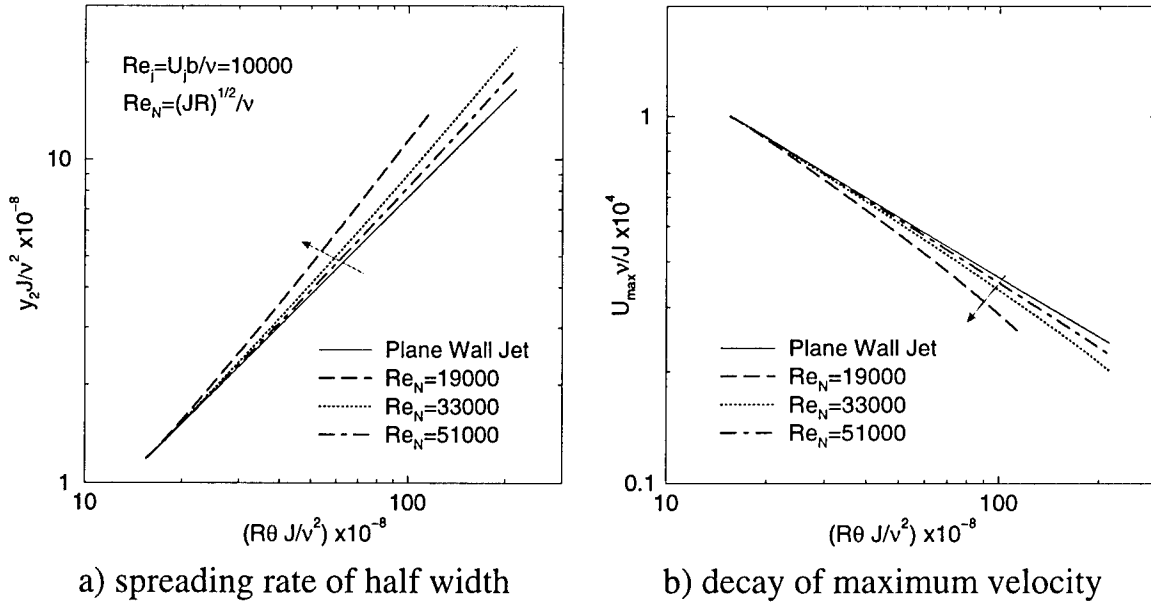 Re_j=U_jb/ν=10000
Re_N=(JR)^1/2/ν
10
1
y_2J/ν^2 x10^-8
Plane Wall Jet
Re_N=19000
Re_N=33000
Re_N=51000
10
100
(Rθ J/ν^2) x10^-8
a) spreading rate of half width
1
0.1
U_max ν/J x10^4
Plane Wall Jet
Re_N=19000
Re_N=33000
Re_N=51000
10
100
(Rθ J/ν^2) x10^-8
b) decay of maximum velocity